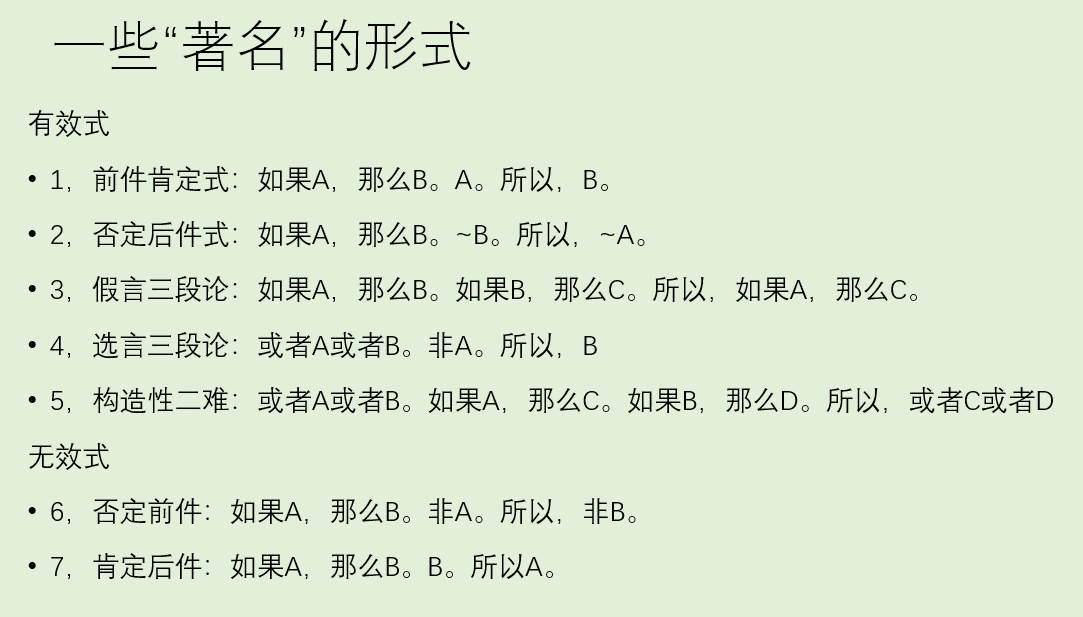 一些“著名”的形式
有效式
• 1，前件肯定式：如果A，那么B。A。所以，B。
• 2，否定后件式：如果A，那么B。~B。所以，~A。
• 3，假言三段论：如果A，那么B。如果B，那么C。所以，如果A，那么C。
• 4，选言三段论：或者A或者B。非A。所以，B
• 5，构造性二难：或者A或者B。如果A，那么C。如果B，那么D。所以，或者C或者D
无效式
• 6，否定前件：如果A，那么B。非A。所以，非B。
• 7，肯定后件：如果A，那么B。B。所以A。